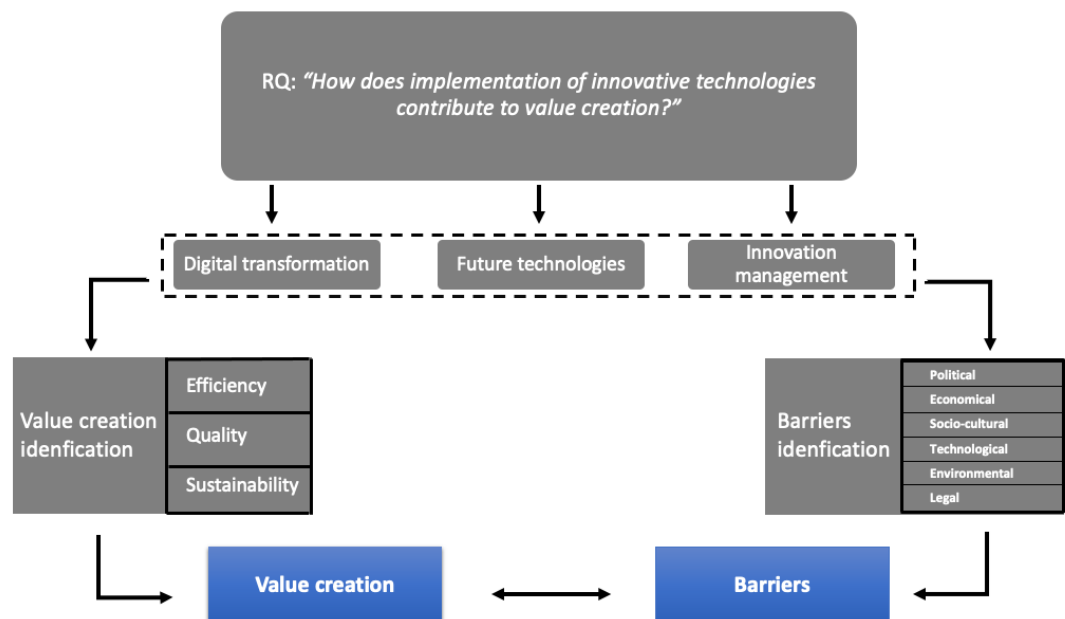 RQ: “How does implementation of innovative technologies
contribute to value creation?”
Digital transformation
Future technologies
Innovation
management
Value creation
idenfication
Efficiency
Quality
Sustainability
Barriers
idenfication
Political
Economical
Socio-cultural
Technological
Environmental
Legal
Value creation
Barriers